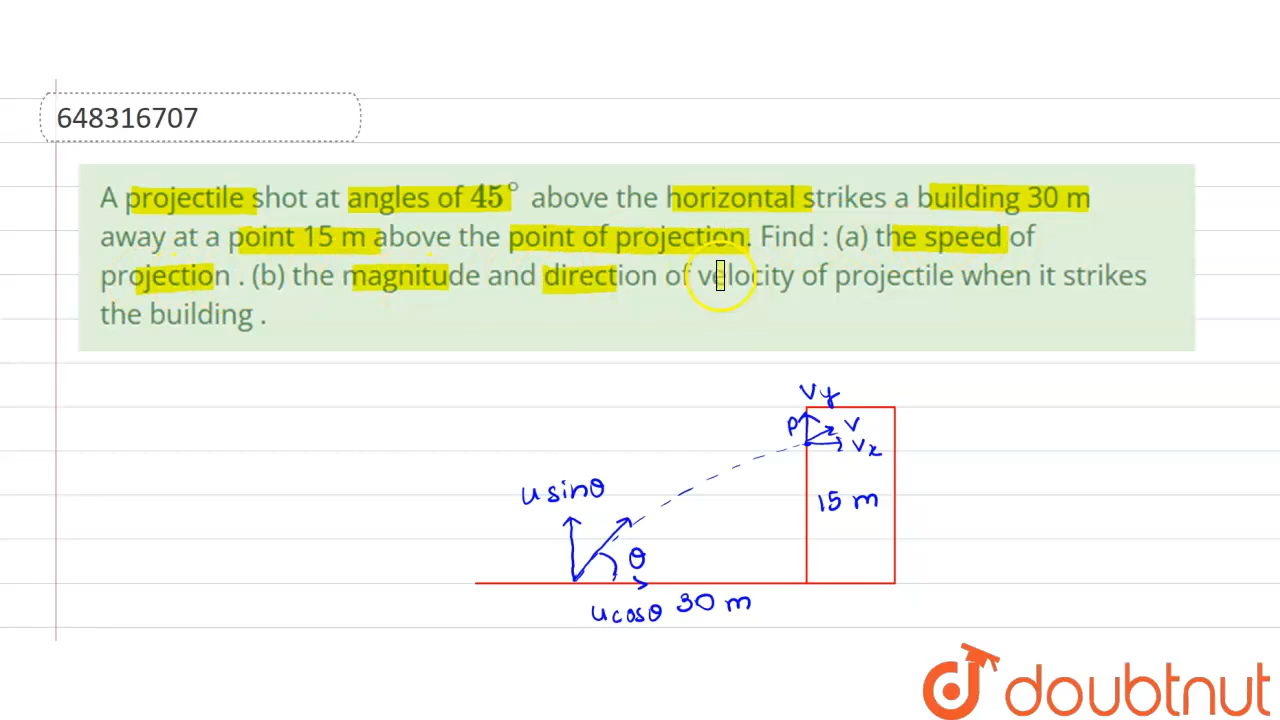 648316707
A projectile shot at angles of 45° above the horizontal strikes a building 30 m
away at a point 15 m above the point of projection. Find : (a) the speed of
projection . (b) the magnitude and direction of velocity of projectile when it strikes
the building .
Vy
P
V
Vx
u sinθ
15 m
θ
u cosθ
30 m
doubtnut